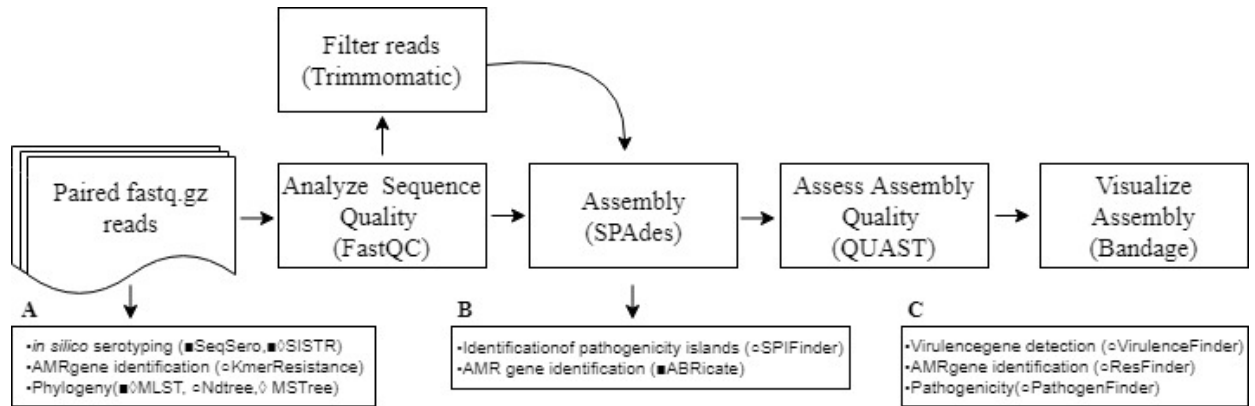 Filter reads
(Trimmomatic)
Paired fastq.gz
reads
Analyze Sequence
Quality
(FastQC)
Assembly
(SPAdes)
Assess Assembly
Quality
(QUAST)
Visualize
Assembly
(Bandage)
A
▪in silico serotyping (■SeqSero,■◊SISTR)
▪AMRgene identification (○KmerResistance)
▪Phylogeny(■◊MLST, ○Ndtree,◊ MSTree)
B
▪Identificationof pathogenicity islands (○SPIFinder)
▪AMR gene identification (■ABRicate)
C
▪Virulencegene detection (○VirulenceFinder)
▪AMRgene identification (○ResFinder)
▪Pathogenicity(○PathogenFinder)